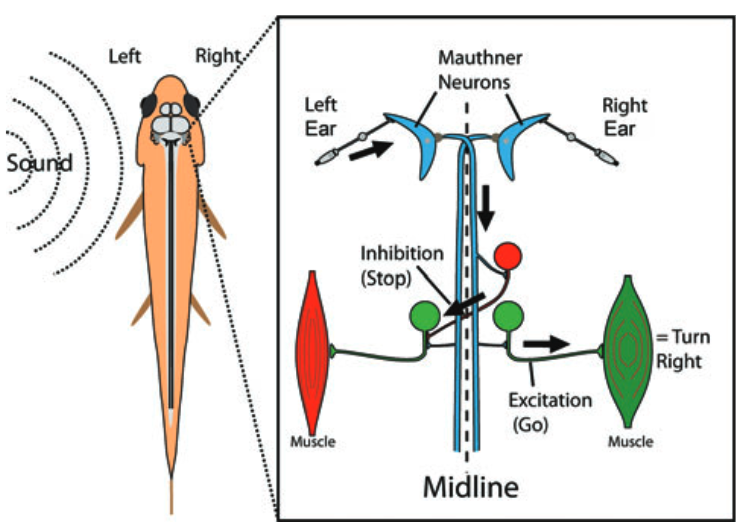 Left
Right
Sound
Mauthner
Neurons
Left
Ear
Right
Ear
Inhibition
(Stop)
= Turn
Right
Excitation
(Go)
Muscle
Muscle
Midline